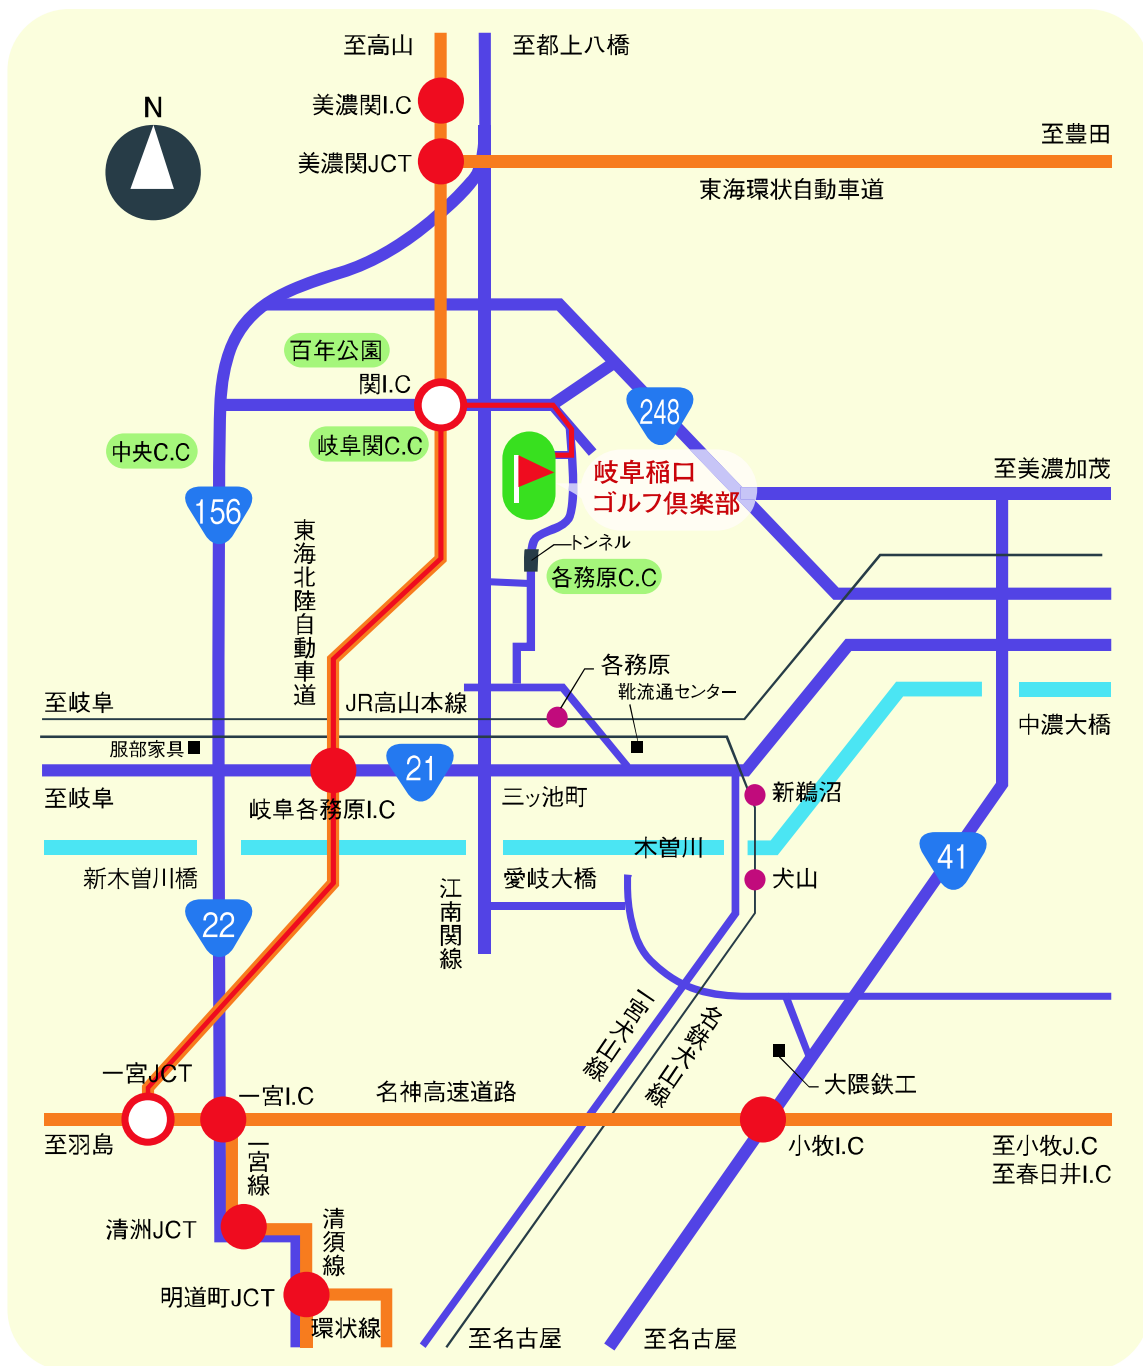 至高山
至都上八橋
N
美濃関I.C
至豊田
美濃関JCT
東海環状自動車道
百年公園
関I.C
248
中央C.C
岐阜関C.C
岐阜稲口
ゴルフ倶楽部
至美濃加茂
156
東海北陸自動車道
トンネル
各務原C.C
各務原
靴流通センター
至岐阜
JR高山本線
中濃大橋
服部家具
21
至岐阜
岐阜各務原I.C
三ッ池町
新鵜沼
木曽川
41
新木曽川橋
江南関線
愛岐大橋
犬山
22
一宮犬山線
名鉄犬山線
一宮JCT
一宮I.C
名神高速道路
大隈鉄工
至羽島
一宮線
小牧I.C
至小牧J.C
至春日井I.C
清洲JCT
清須線
明道町JCT
環状線
至名古屋
至名古屋